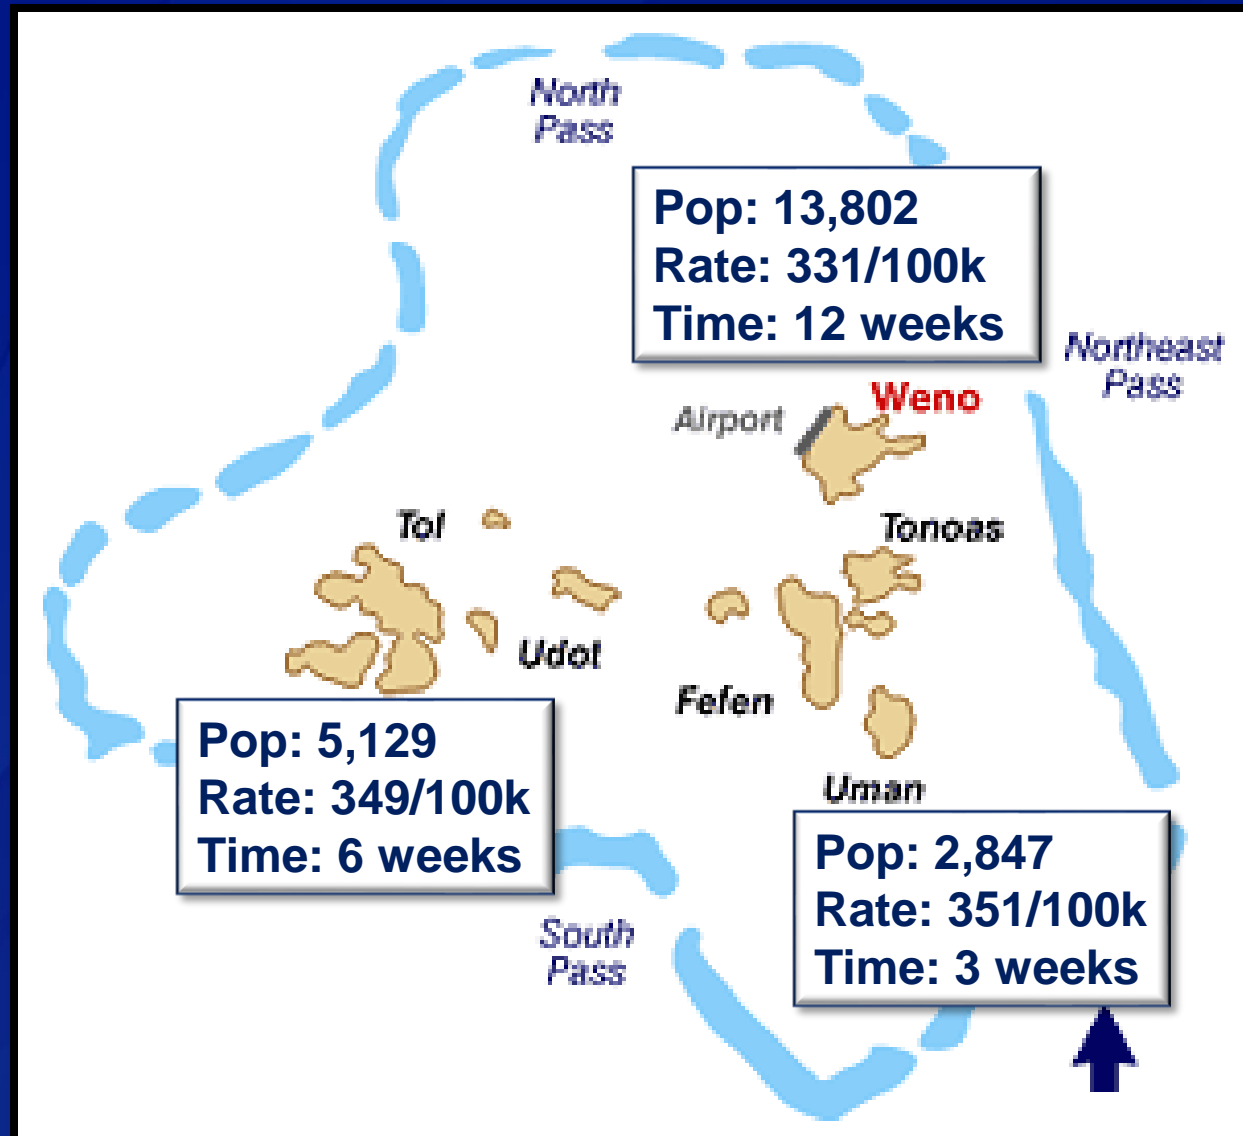 North
Pass
Pop: 13,802
Rate: 331/100k
Time: 12 weeks
Northeast
Pass
Weno
Airport
Tol
Tonoas
Udot
Fefen
Pop: 5,129
Rate: 349/100k
Time: 6 weeks
Uman
Pop: 2,847
Rate: 351/100k
Time: 3 weeks
South
Pass